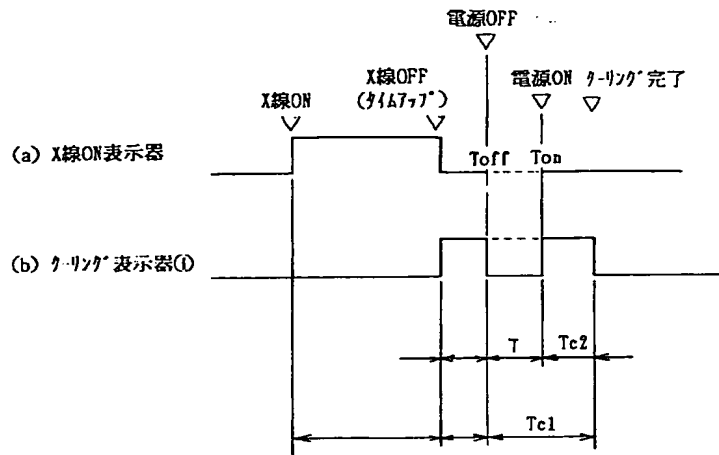 電源OFF
X線OFF
(タイムアップ)
X線ON
電源ON クーリング完了
(a) X線ON表示器
Toff Ton
(b) クーリング表示器①
T Tc2
Tc1